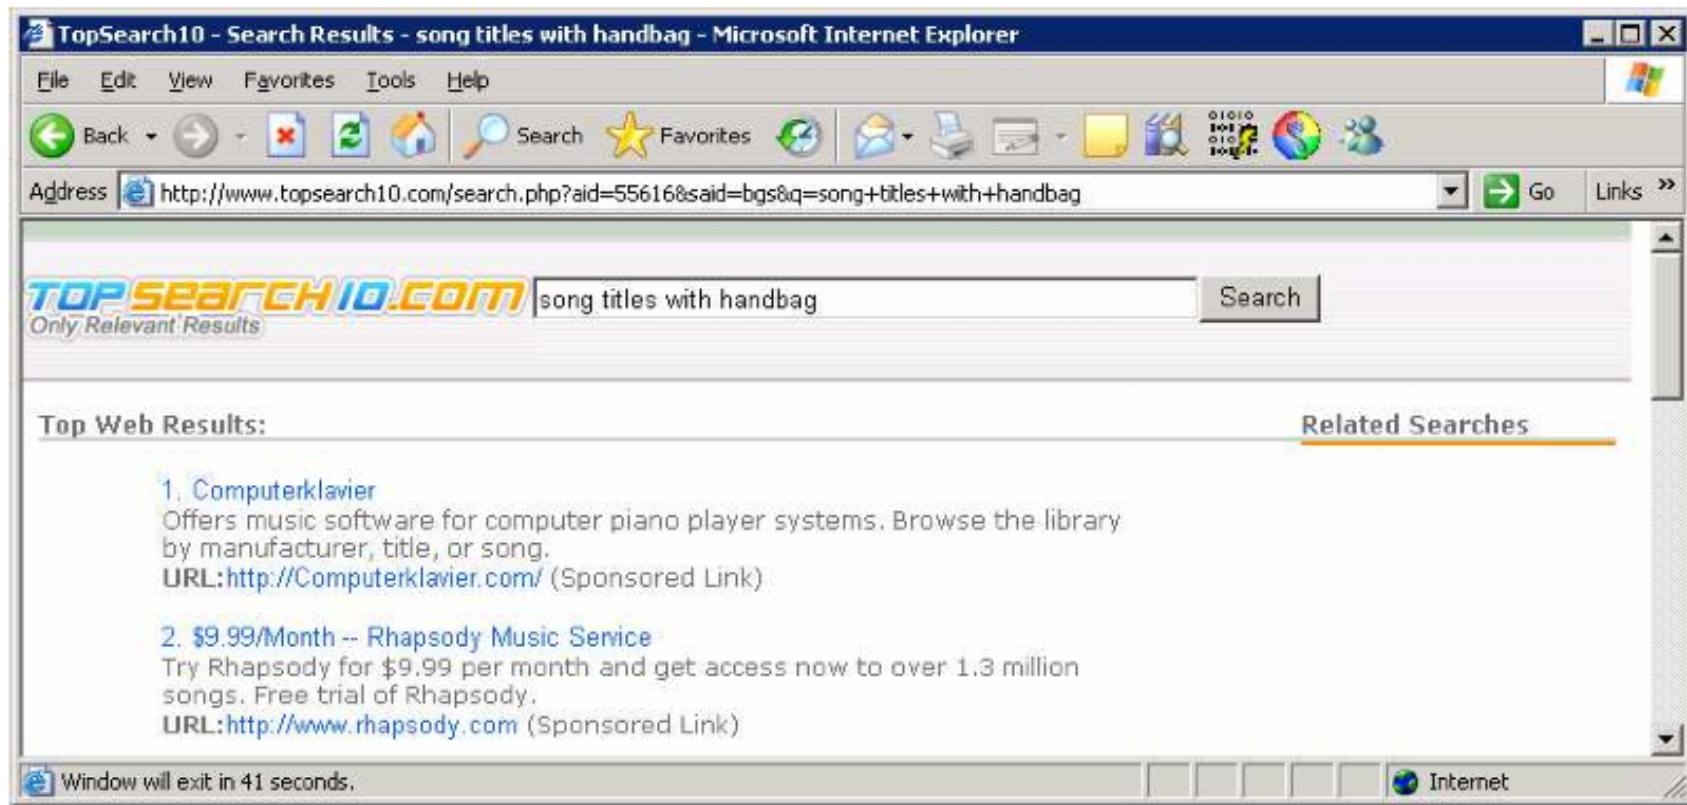 TopSearch10 - Search Results - song titles with handbag - Microsoft Internet Explorer
File Edit View Favorites Tools Help
Back Search Favorites
Address http://www.topsearch10.com/search.php?aid=55616&said=bgs&q=song+titles+with+handbag Go Links »
TOPSEARCH10.COM song titles with handbag Search
Only Relevant Results
Top Web Results: Related Searches
1. Computerklavier
Offers music software for computer piano player systems. Browse the library
by manufacturer, title, or song.
URL:http://Computerklavier.com/ (Sponsored Link)
2. $9.99/Month -- Rhapsody Music Service
Try Rhapsody for $9.99 per month and get access now to over 1.3 million
songs. Free trial of Rhapsody.
URL:http://www.rhapsody.com (Sponsored Link)
Window will exit in 41 seconds. Internet